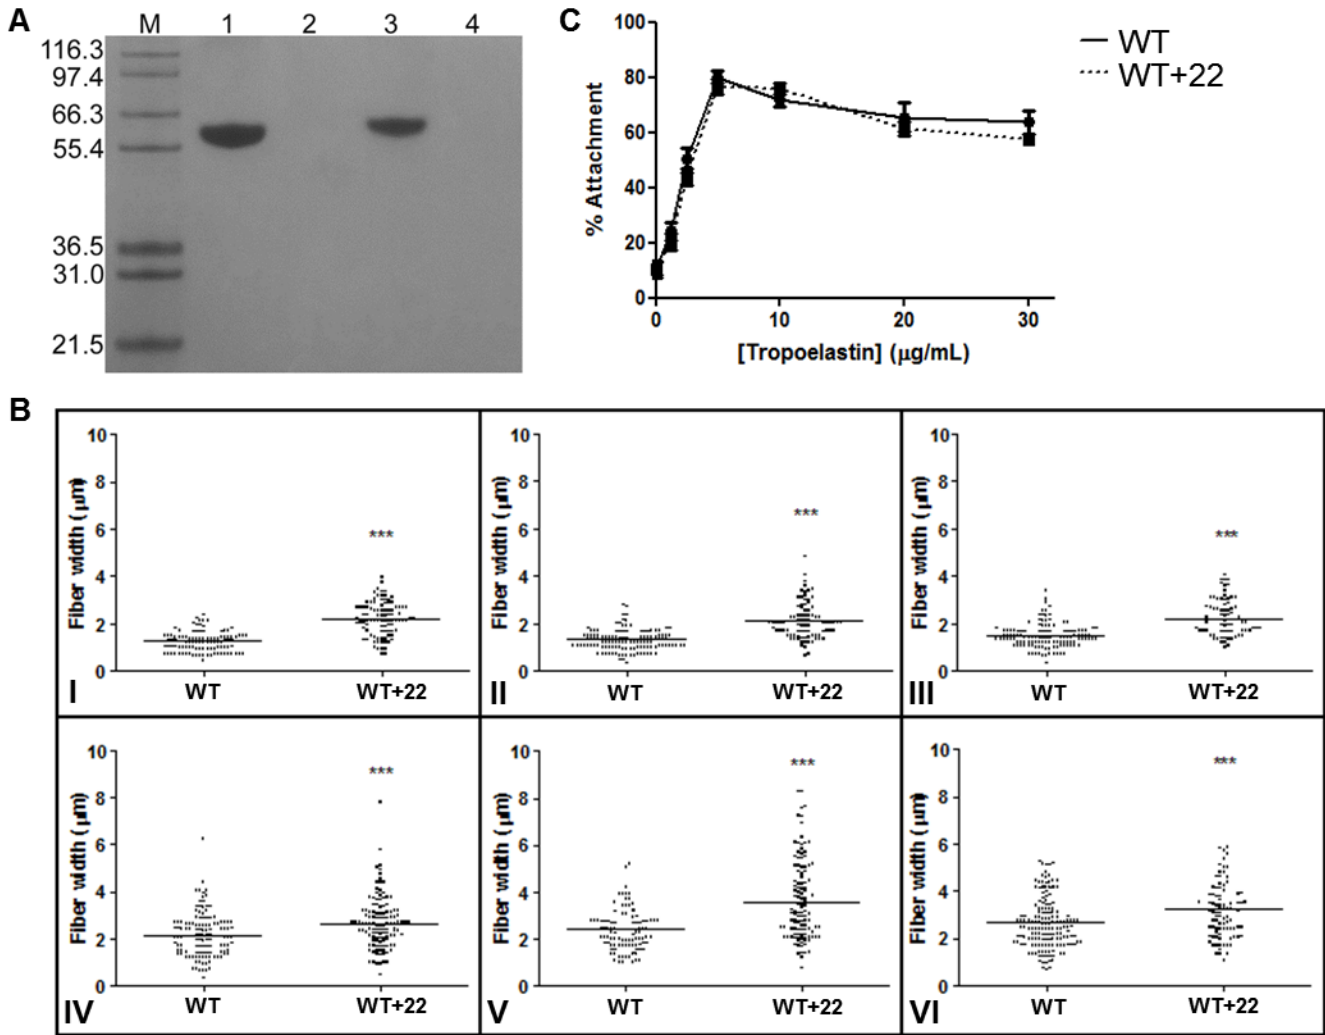 A
M 1 2 3 4
116.3
97.4
66.3
55.4
36.5
31.0
21.5
C
100
80
60
40
20
0
% Attachment
0 10 20 30
[Tropoelastin] (μg/mL)
WT
WT+22
B
10
8
6
4
2
0
Fiber width (μm)
***
WT WT+22
I
10
8
6
4
2
0
Fiber width (μm)
***
WT WT+22
II
10
8
6
4
2
0
Fiber width (μm)
***
WT WT+22
III
10
8
6
4
2
0
Fiber width (μm)
***
WT WT+22
IV
10
8
6
4
2
0
Fiber width (μm)
***
WT WT+22
V
10
8
6
4
2
0
Fiber width (μm)
***
WT WT+22
VI